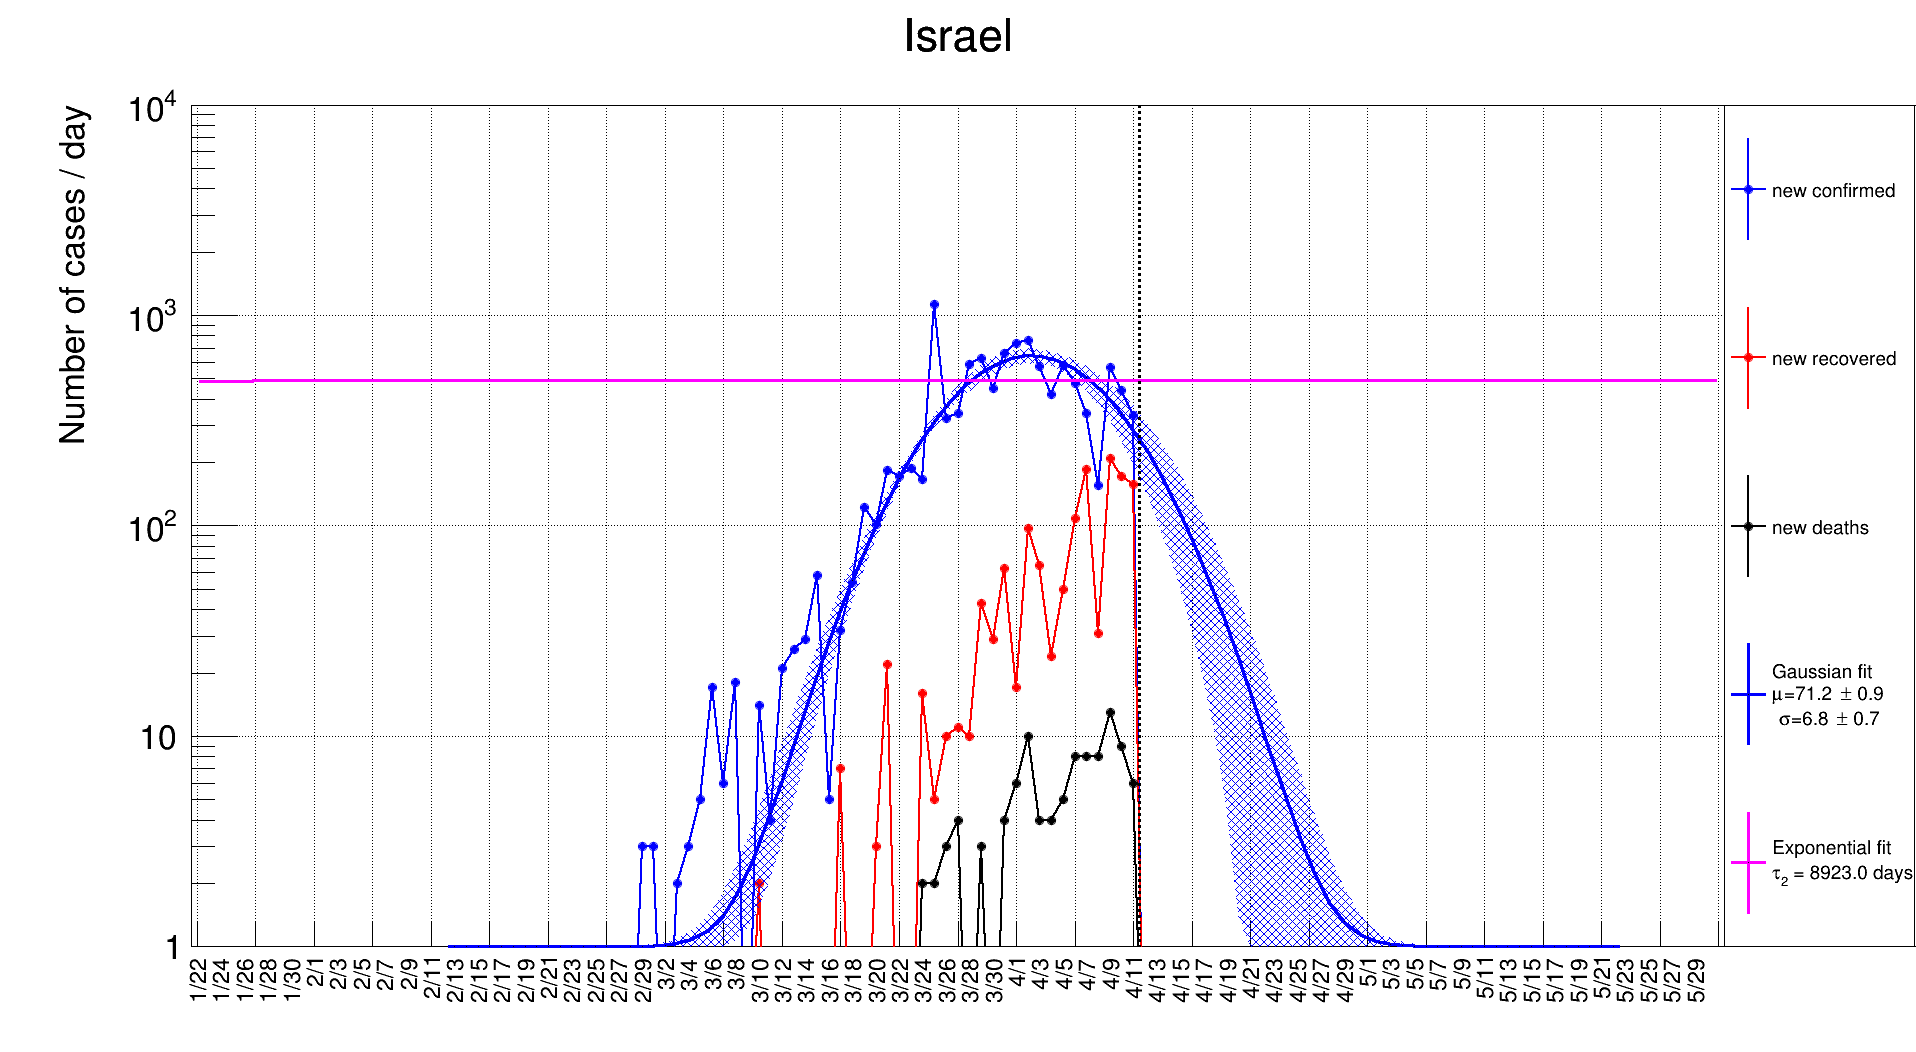 Israel
Number of cases / day
10^4
10^3
10^2
10
1
1/22 1/24 1/26 1/28 1/30 2/1 2/3 2/5 2/7 2/9 2/11 2/13 2/15 2/17 2/19 2/21 2/23 2/25 2/27 2/29 3/2 3/4 3/6 3/8 3/10 3/12 3/14 3/16 3/18 3/20 3/22 3/24 3/26 3/28 3/30 4/1 4/3 4/5 4/7 4/9 4/11 4/13 4/15 4/17 4/19 4/21 4/23 4/25 4/27 4/29 5/1 5/3 5/5 5/7 5/9 5/11 5/13 5/15 5/17 5/19 5/21 5/23 5/25 5/27 5/29
new confirmed
new recovered
new deaths
Gaussian fit
μ=71.2 ± 0.9
σ=6.8 ± 0.7
Exponential fit
τ₂ = 8923.0 days